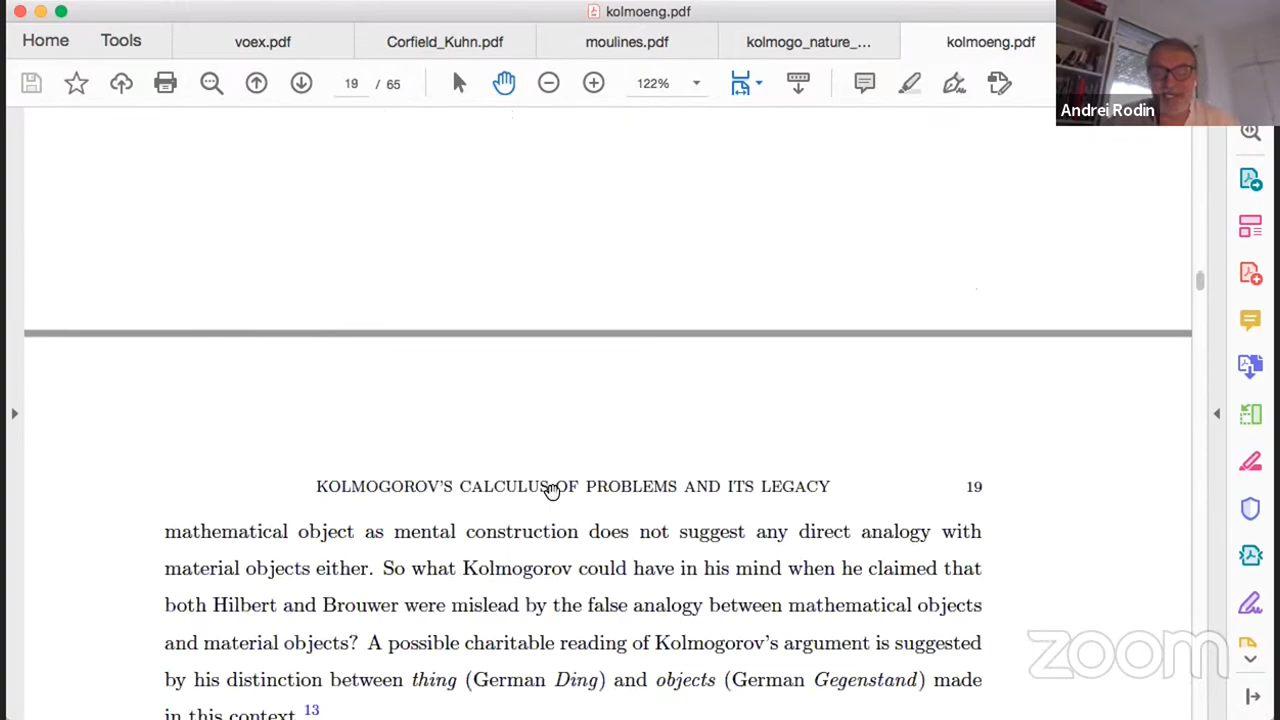 kolmoeng.pdf
Home
Tools
voex.pdf
Corfield_Kuhn.pdf
moulines.pdf
kolmogo_nature_...
kolmoeng.pdf
19 / 65
122%
Andrei Rodin
KOLMOGOROV'S CALCULUS OF PROBLEMS AND ITS LEGACY 19
mathematical object as mental construction does not suggest any direct analogy with
material objects either. So what Kolmogorov could have in his mind when he claimed that
both Hilbert and Brouwer were mislead by the false analogy between mathematical objects
and material objects? A possible charitable reading of Kolmogorov's argument is suggested
by his distinction between thing (German Ding) and objects (German Gegenstand) made
in this context. 13
zoom